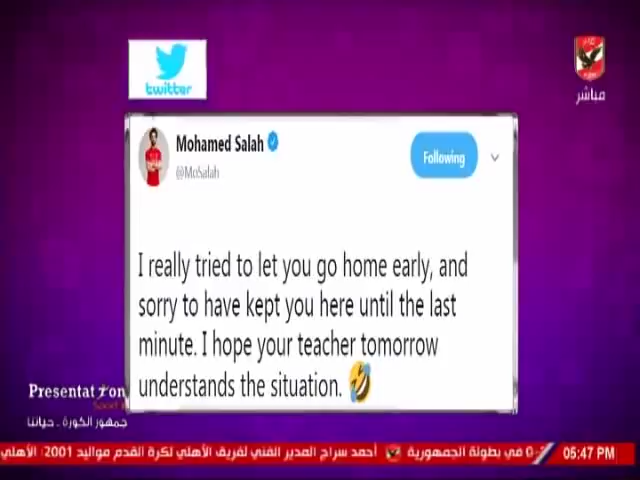 twitter
مباشر
Mohamed Salah
@MoSalah
Following
I really tried to let you go home early, and
sorry to have kept you here until the last
minute. I hope your teacher tomorrow
understands the situation. 🤣
Presentation
جمهور الكورة .. حياتنا
في بطولة الجمهورية أحمد سراج المدير الفني لفريق الأهلي لكرة القدم مواليد 2001: الأهلي
05:47 PM